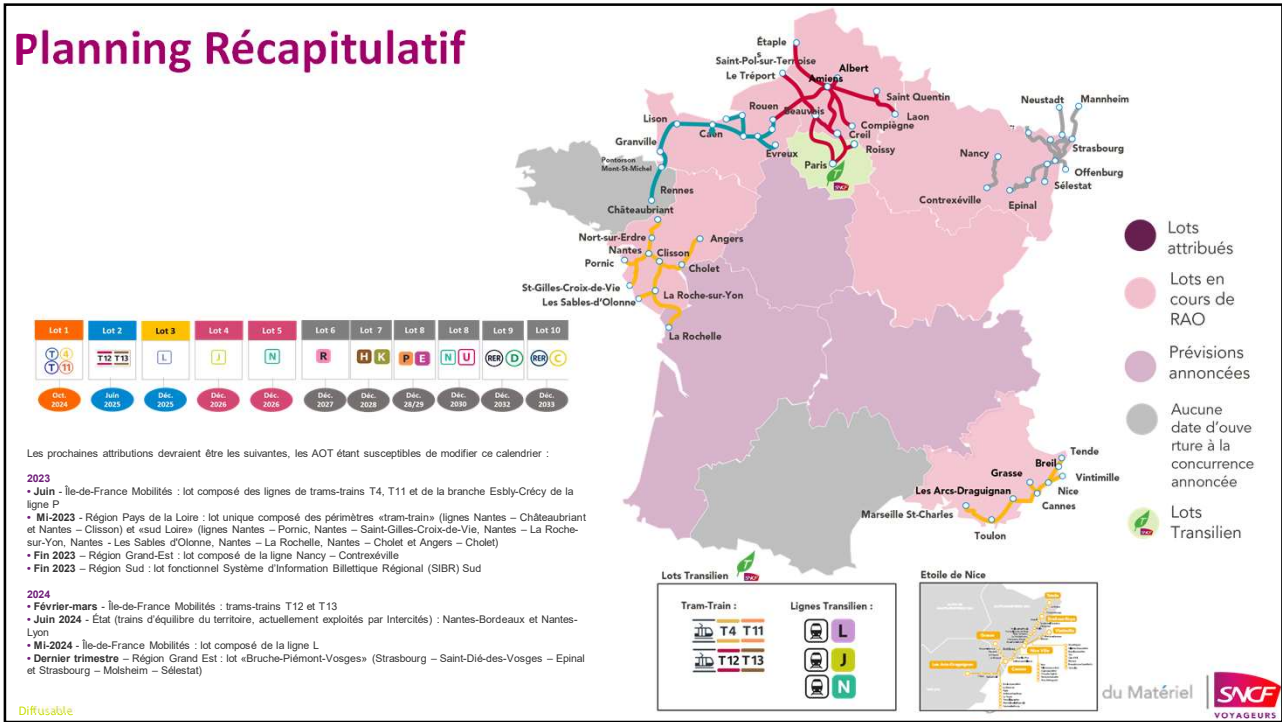 Planning Récapitulatif
Étaple
s
Saint-Pol-sur-Ternoise
Le Tréport
Albert
Amiens
Saint Quentin
Laon
Rouen
Beauvais
Compiègne
Creil
Roissy
Paris
SNCF
Lison
Caen
Évreux
Granville
Pontorson
Mont-St-Michel
Rennes
Neustadt
Mannheim
Strasbourg
Nancy
Offenburg
Sélestat
Contrexéville
Epinal
Châteaubriant
Nort-sur-Erdre
Angers
Nantes
Clisson
Pornic
Cholet
St-Gilles-Croix-de-Vie
La Roche-sur-Yon
Les Sables-d'Olonne
La Rochelle
Tende
Breil
Grasse
Vintimille
Les Arcs-Draguignan
Nice
Cannes
Marseille St-Charles
Toulon
Lots
attribués
Lots en
cours de
RAO
Prévisions
annoncées
Aucune
date d'ouve
rture à la
concurrence
annoncée
Lots
Transilien
SNCF
Lot 1 Lot 2 Lot 3 Lot 4 Lot 5 Lot 6 Lot 7 Lot 8 Lot 8 Lot 9 Lot 10
T 4 T 11 T12 T13 L J N R H K P E N U RER D RER C
Oct. 2024 Juin 2025 Déc. 2025 Déc. 2026 Déc. 2026 Déc. 2027 Déc. 2028 Déc. 28/29 Déc. 2030 Déc. 2032 Déc. 2033
Les prochaines attributions devraient être les suivantes, les AOT étant susceptibles de modifier ce calendrier :
2023
• Juin - Île-de-France Mobilités : lot composé des lignes de trams-trains T4, T11 et de la branche Esbly-Crécy de la
ligne P
• Mi-2023 - Région Pays de la Loire : lot unique composé des périmètres «tram-train» (lignes Nantes – Châteaubriant
et Nantes – Clisson) et «sud Loire» (lignes Nantes – Pornic, Nantes – Saint-Gilles-Croix-de-Vie, Nantes – La Roche-
sur-Yon, Nantes - Les Sables d'Olonne, Nantes – La Rochelle, Nantes – Cholet et Angers – Cholet)
• Fin 2023 – Région Grand-Est : lot composé de la ligne Nancy – Contrexéville
• Fin 2023 – Région Sud : lot fonctionnel Système d'Information Billettique Régional (SIBR) Sud
2024
• Février-mars - Île-de-France Mobilités : trams-trains T12 et T13
• Juin 2024 - État (trains d'équilibre du territoire, actuellement exploités par Intercités) : Nantes-Bordeaux et Nantes-
Lyon
• Mi-2024 - Île-de-France Mobilités : lot composé de la ligne L
• Dernier trimestre – Région Grand Est : lot «Bruche-Piémont-Vosges» (Strasbourg – Saint-Dié-des-Vosges – Epinal
et Strasbourg – Molsheim – Sélestat)
Lots Transilien
SNCF
Tram-Train :
T4 T11
T12 T13
Lignes Transilien :
L
J
N
Etoile de Nice
du Matériel
SNCF
VOYAGEURS
Diffusable